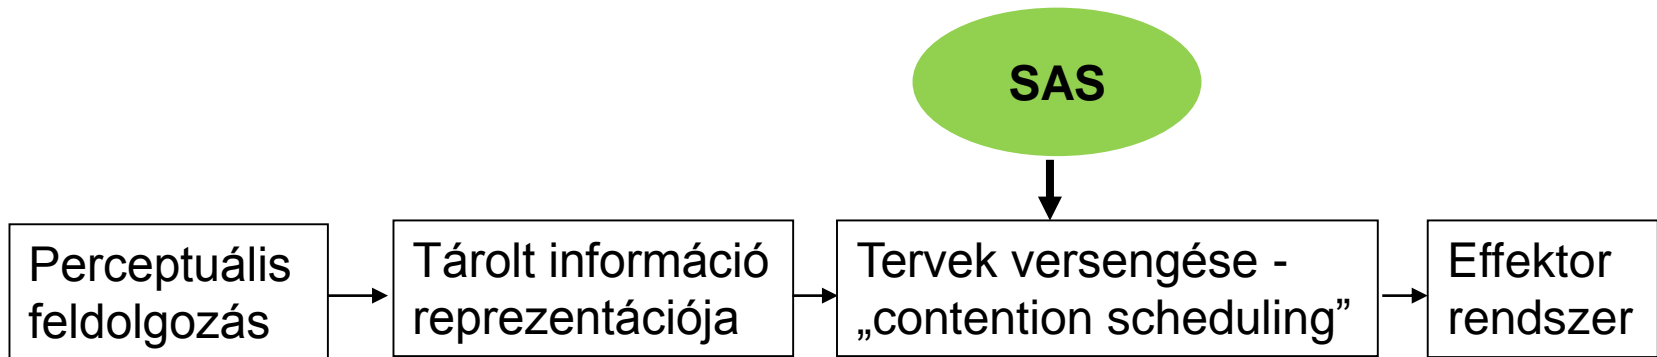 SAS
Perceptuális
feldolgozás
Tárolt információ
reprezentációja
Tervek versengése -
„contention scheduling”
Effektor
rendszer